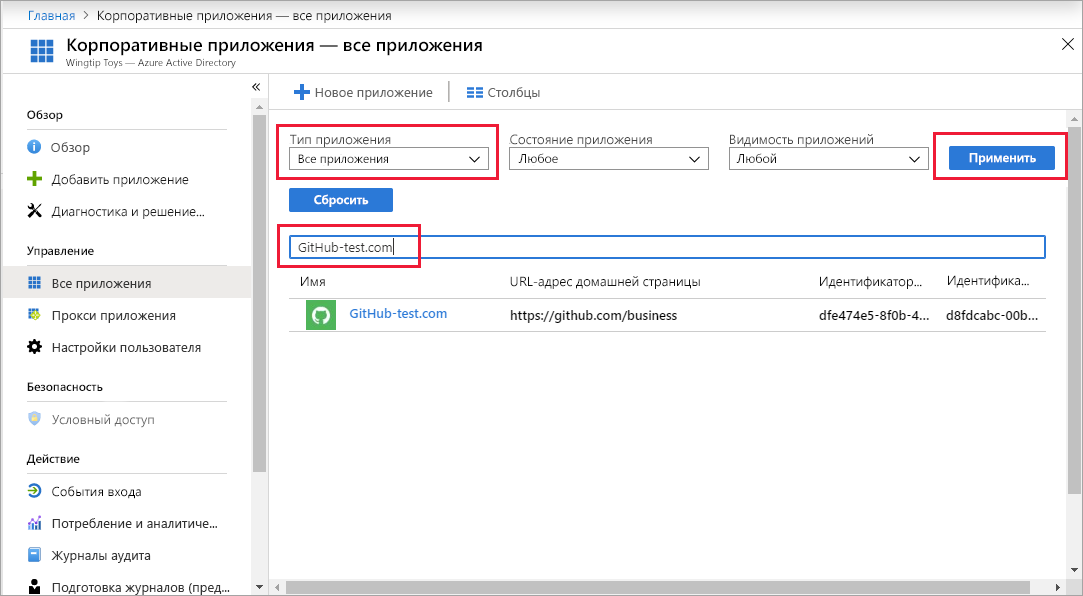 Главная > Корпоративные приложения — все приложения
Корпоративные приложения — все приложения
Wingtip Toys — Azure Active Directory
«
Обзор
Обзор
Добавить приложение
Диагностика и решение...
Управление
Все приложения
Прокси приложения
Настройки пользователя
Безопасность
Условный доступ
Действие
События входа
Потребление и аналитиче...
Журналы аудита
Подготовка журналов (пред...
Новое приложение
Столбцы
Тип приложения
Все приложения
Состояние приложения
Любое
Видимость приложений
Любой
Применить
Сбросить
GitHub-test.com
Имя URL-адрес домашней страницы Идентификатор... Идентифика...
GitHub-test.com https://github.com/business dfe474e5-8f0b-4... d8fdcabc-00b...